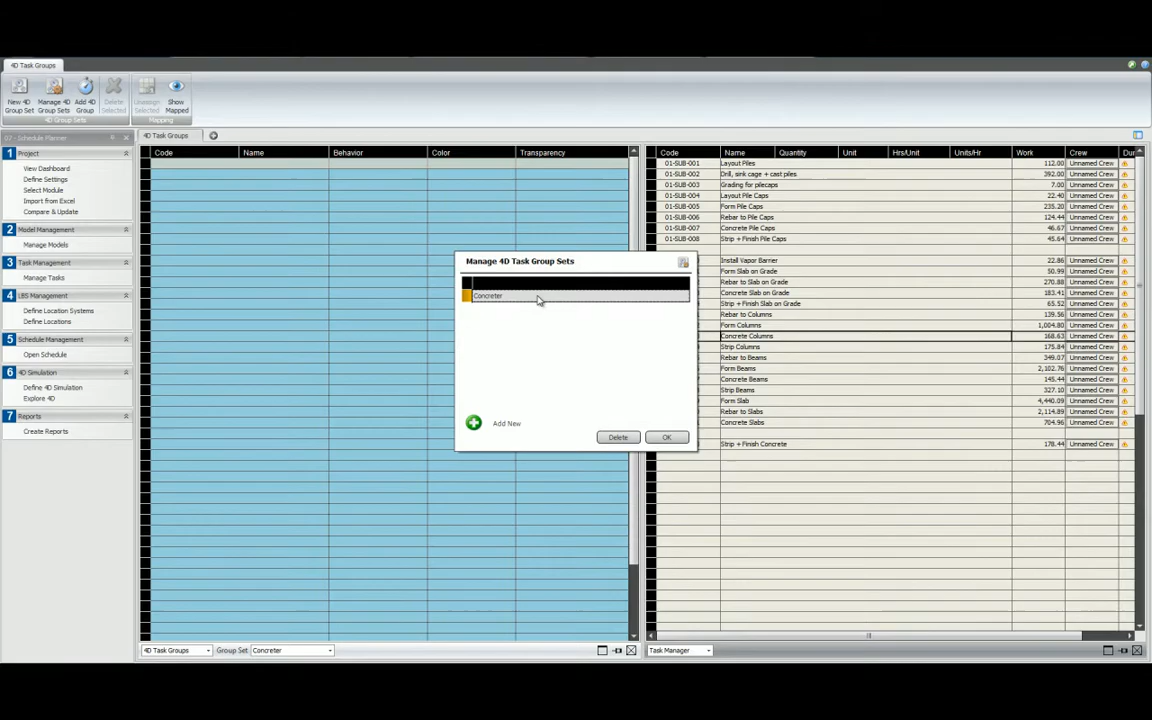 4D Task Groups
New 4D Group Set
Manage 4D Group Sets
Add 4D Group
Delete Selected
Unassign Selected
Show Mapped
4D Group Sets
Mapping
07 - Schedule Planner
1 Project
View Dashboard
Define Settings
Select Module
Import from Excel
Compare & Update
2 Model Management
Manage Models
3 Task Management
Manage Tasks
4 LBS Management
Define Location Systems
Define Locations
5 Schedule Management
Open Schedule
6 4D Simulation
Define 4D Simulation
Explore 4D
7 Reports
Create Reports
4D Task Groups
Code Name Behavior Color Transparency
4D Task Groups Group Set Concreter
Manage 4D Task Group Sets
Concreter
Add New
Delete OK
Code Name Quantity Unit Hrs/Unit Units/Hr Work Crew Dur
01-SUB-001 Layout Piles 112.00 Unnamed Crew
01-SUB-002 Drill, sink cage + cast piles 392.00 Unnamed Crew
01-SUB-003 Grading for pilecaps 7.00 Unnamed Crew
01-SUB-004 Layout Pile Caps 22.40 Unnamed Crew
01-SUB-005 Form Pile Caps 235.20 Unnamed Crew
01-SUB-006 Rebar to Pile Caps 124.44 Unnamed Crew
01-SUB-007 Concrete Pile Caps 46.67 Unnamed Crew
01-SUB-008 Strip + Finish Pile Caps 45.64 Unnamed Crew
Install Vapor Barrier 22.86 Unnamed Crew
Form Slab on Grade 50.99 Unnamed Crew
Rebar to Slab on Grade 270.88 Unnamed Crew
Concrete Slab on Grade 183.41 Unnamed Crew
Strip + Finish Slab on Grade 65.52 Unnamed Crew
Rebar to Columns 139.56 Unnamed Crew
Form Columns 1,004.80 Unnamed Crew
Concrete Columns 168.63 Unnamed Crew
Strip Columns 175.84 Unnamed Crew
Rebar to Beams 349.07 Unnamed Crew
Form Beams 2,102.76 Unnamed Crew
Concrete Beams 145.44 Unnamed Crew
Strip Beams 327.10 Unnamed Crew
Form Slab 4,440.09 Unnamed Crew
Rebar to Slabs 2,114.89 Unnamed Crew
Concrete Slabs 704.96 Unnamed Crew
Strip + Finish Concrete 178.44 Unnamed Crew
Task Manager